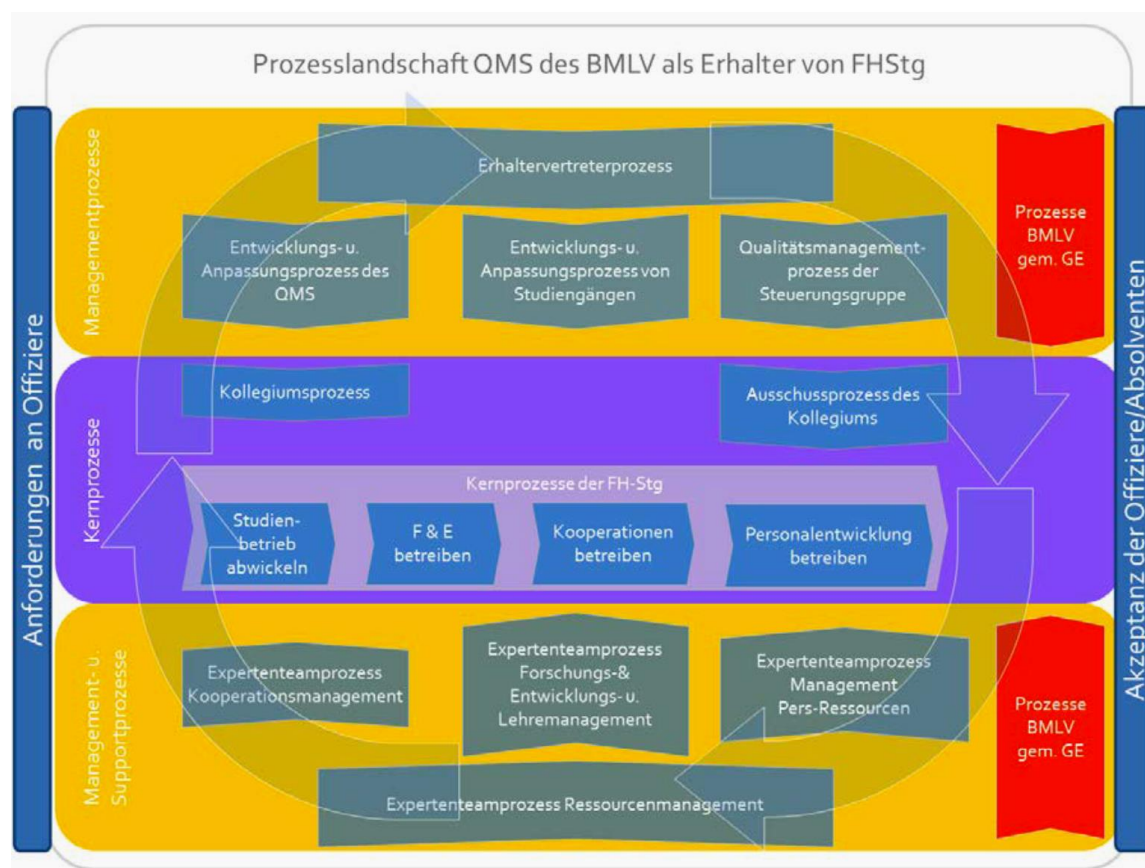 Prozesslandschaft QMS des BMLV als Erhalter von FHStg
Anforderungen an Offiziere
Managementprozesse
Erhaltervertreterprozess
Entwicklungs- u.
Anpassungsprozess des
QMS
Entwicklungs- u.
Anpassungsprozess von
Studiengängen
Qualitätsmanagement-
prozess der
Steuerungsgruppe
Prozesse
BMLV
gem. GE
Kernprozesse
Kollegiumsprozess
Ausschussprozess des
Kollegiums
Kernprozesse der FH-Stg
Studien-
betrieb
abwickeln
F & E
betreiben
Kooperationen
betreiben
Personalentwicklung
betreiben
Management- u.
Supportprozesse
Expertenteamprozess
Kooperationsmanagement
Expertenteamprozess
Forschungs-&
Entwicklungs- u.
Lehremanagement
Expertenteamprozess
Management
Pers-Ressourcen
Prozesse
BMLV
gem. GE
Expertenteamprozess Ressourcenmanagement
Akzeptanz der Offiziere/Absolventen